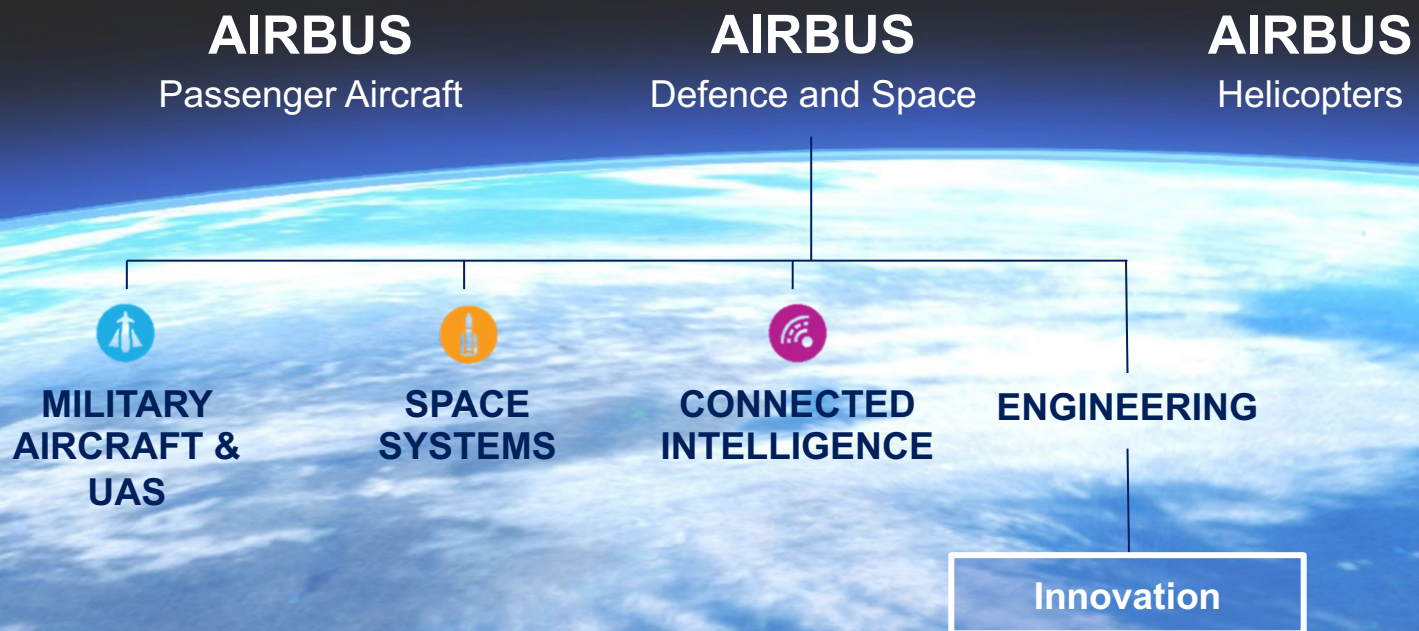 AIRBUS
Passenger Aircraft
AIRBUS
Defence and Space
AIRBUS
Helicopters
MILITARY
AIRCRAFT &
UAS
SPACE
SYSTEMS
CONNECTED
INTELLIGENCE
ENGINEERING
Innovation